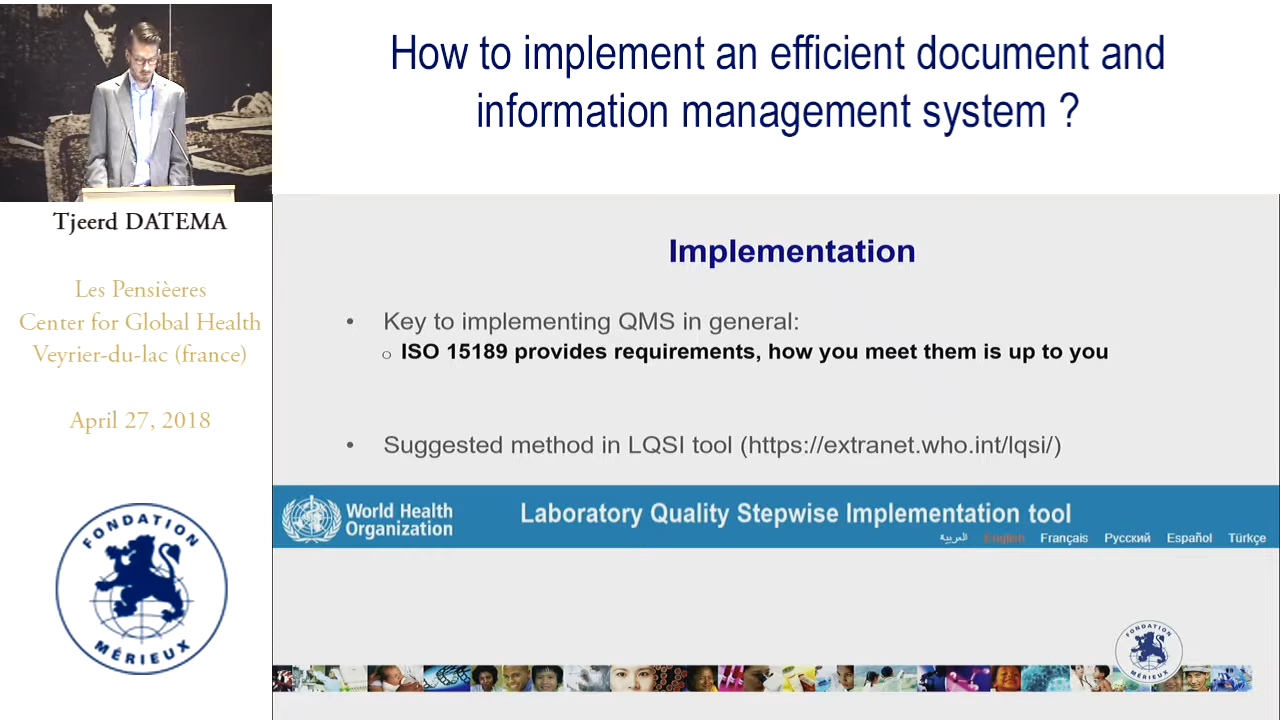 How to implement an efficient document and
information management system ?
Tjeerd DATEMA
Les Pensièeres
Center for Global Health
Veyrier-du-lac (france)
April 27, 2018
FONDATION
MÉRIEUX
Implementation
• Key to implementing QMS in general:
o ISO 15189 provides requirements, how you meet them is up to you
• Suggested method in LQSI tool (https://extranet.who.int/lqsi/)
World Health
Organization
Laboratory Quality Stepwise Implementation tool
العربية English Français Русский Español Türkçe
FONDATION
MÉRIEUX